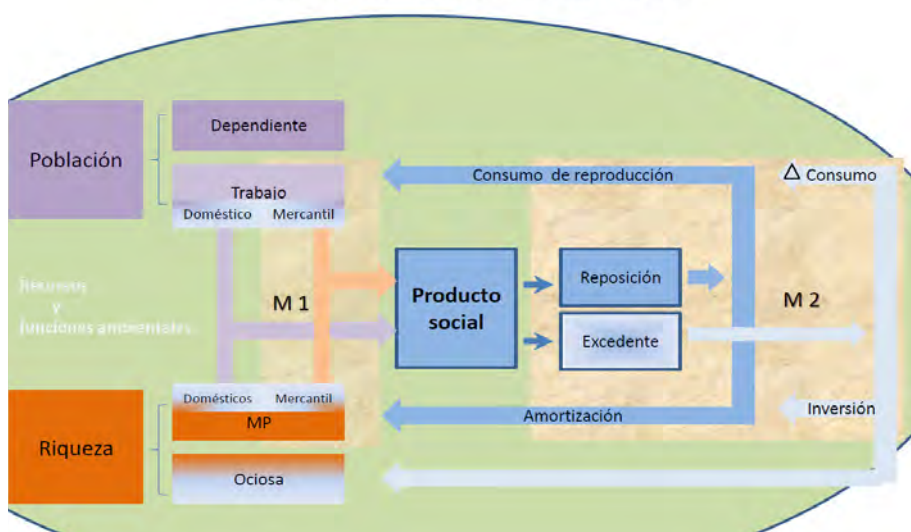 Dependiente
Población
Trabajo
Doméstico Mercantil
Consumo de reproducción
Δ Consumo
Recursos
y
funciones ambientales
M 1
Producto
social
Reposición
Excedente
M 2
Domésticos Mercantil
MP
Amortización
Inversión
Riqueza
Ociosa